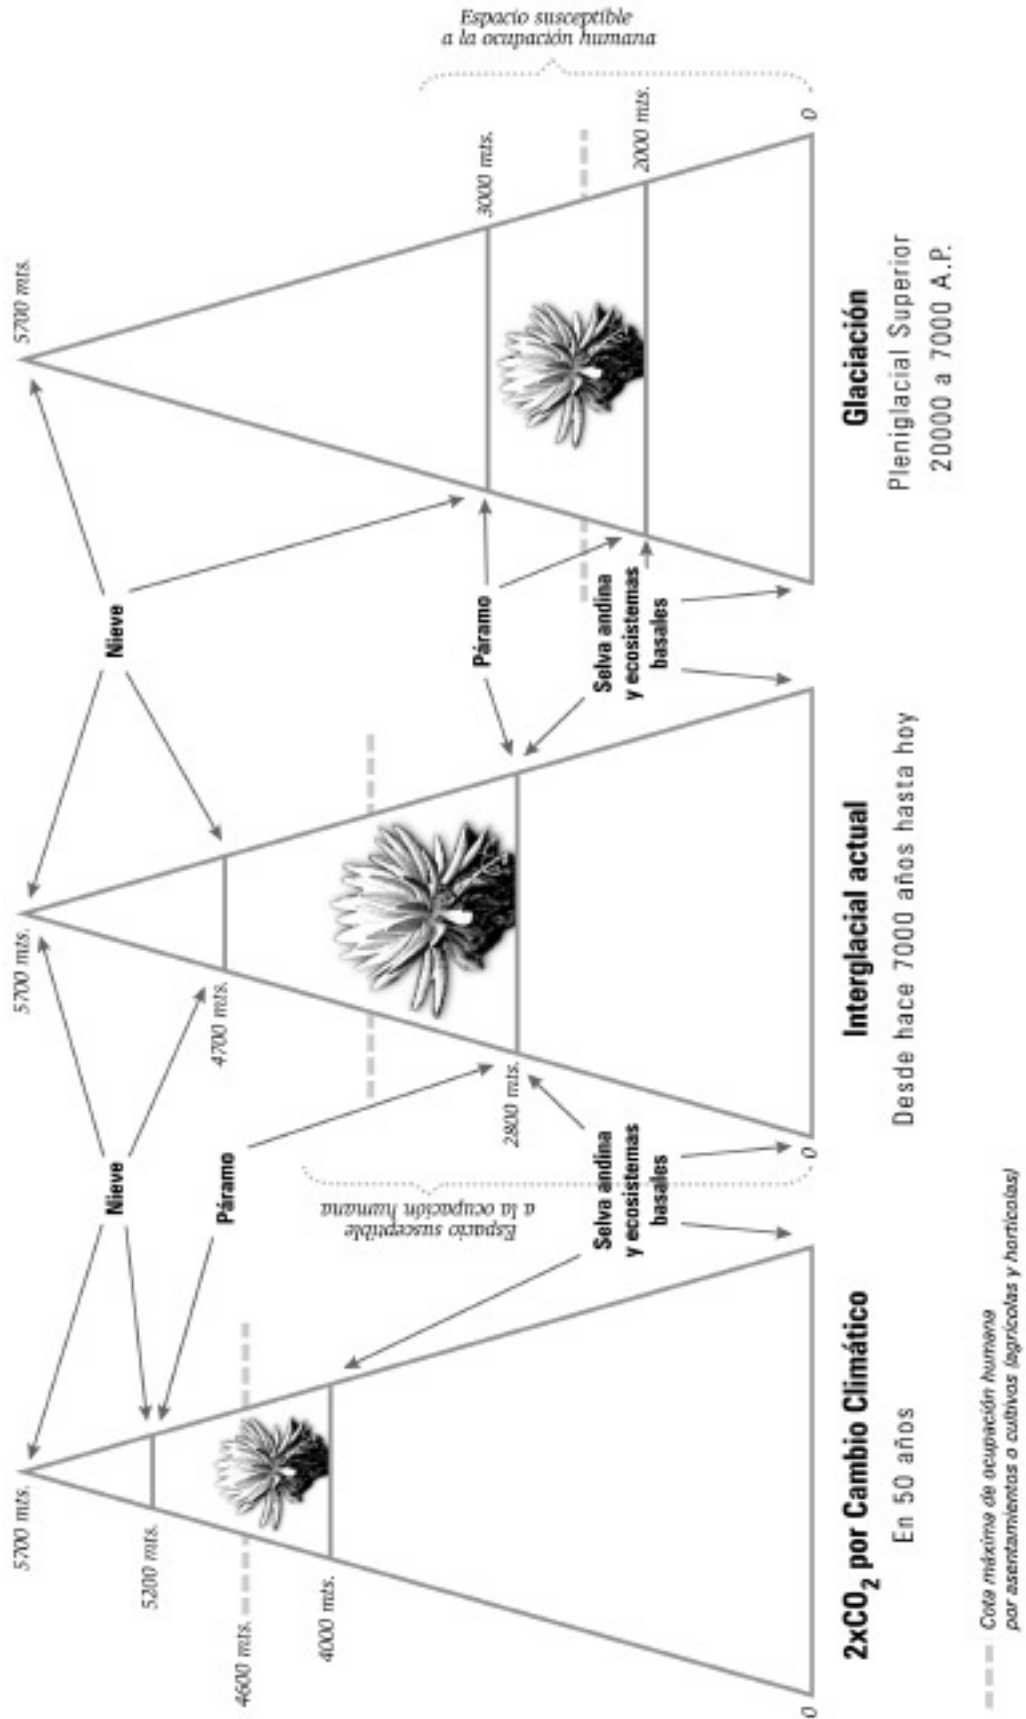 5700 mts.
5200 mts.
4600 mts.
4000 mts.
0
2xCO2 por Cambio Climático
En 50 años
Nieve
Páramo
Espacio susceptible
a la ocupación humana
Selva andina
y ecosistemas
basales
5700 mts.
4700 mts.
2800 mts.
0
Interglacial actual
Desde hace 7000 años hasta hoy
Nieve
Páramo
Selva andina
y ecosistemas
basales
5700 mts.
3000 mts.
2000 mts.
0
Espacio susceptible
a la ocupación humana
Glaciación
Pleniglacial Superior
20000 a 7000 A.P.
Cota máxima de ocupación humana
por asentamientos o cultivos (agrícolas y hortícolas)